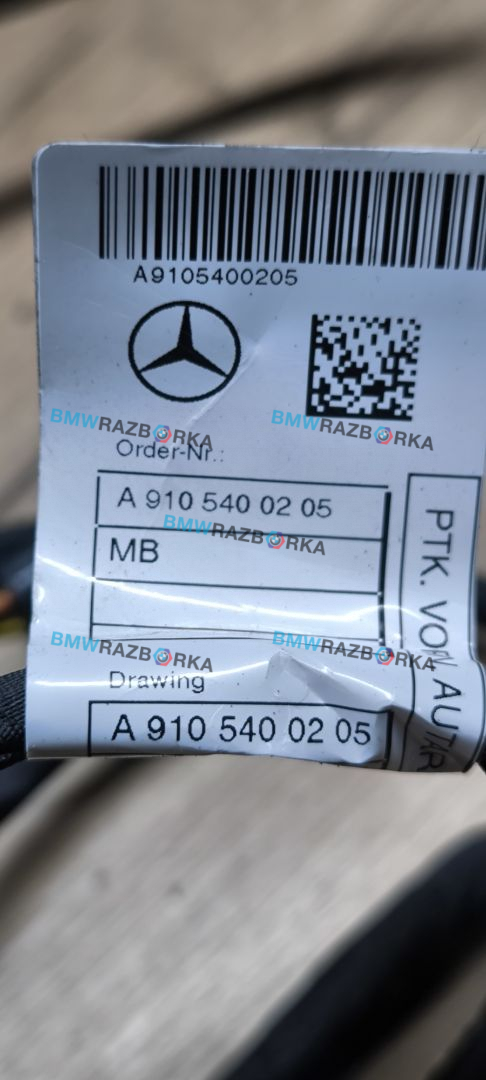 A9105400205
BMWRAZBORKA BMWRAZBORKA
Order-Nr.:
A 910 540 02 05
BMWRAZBORKA
MB
PTK. VON AUTAR
BMWRAZBORKA BMWRAZBORKA
Drawing
A 910 540 02 05